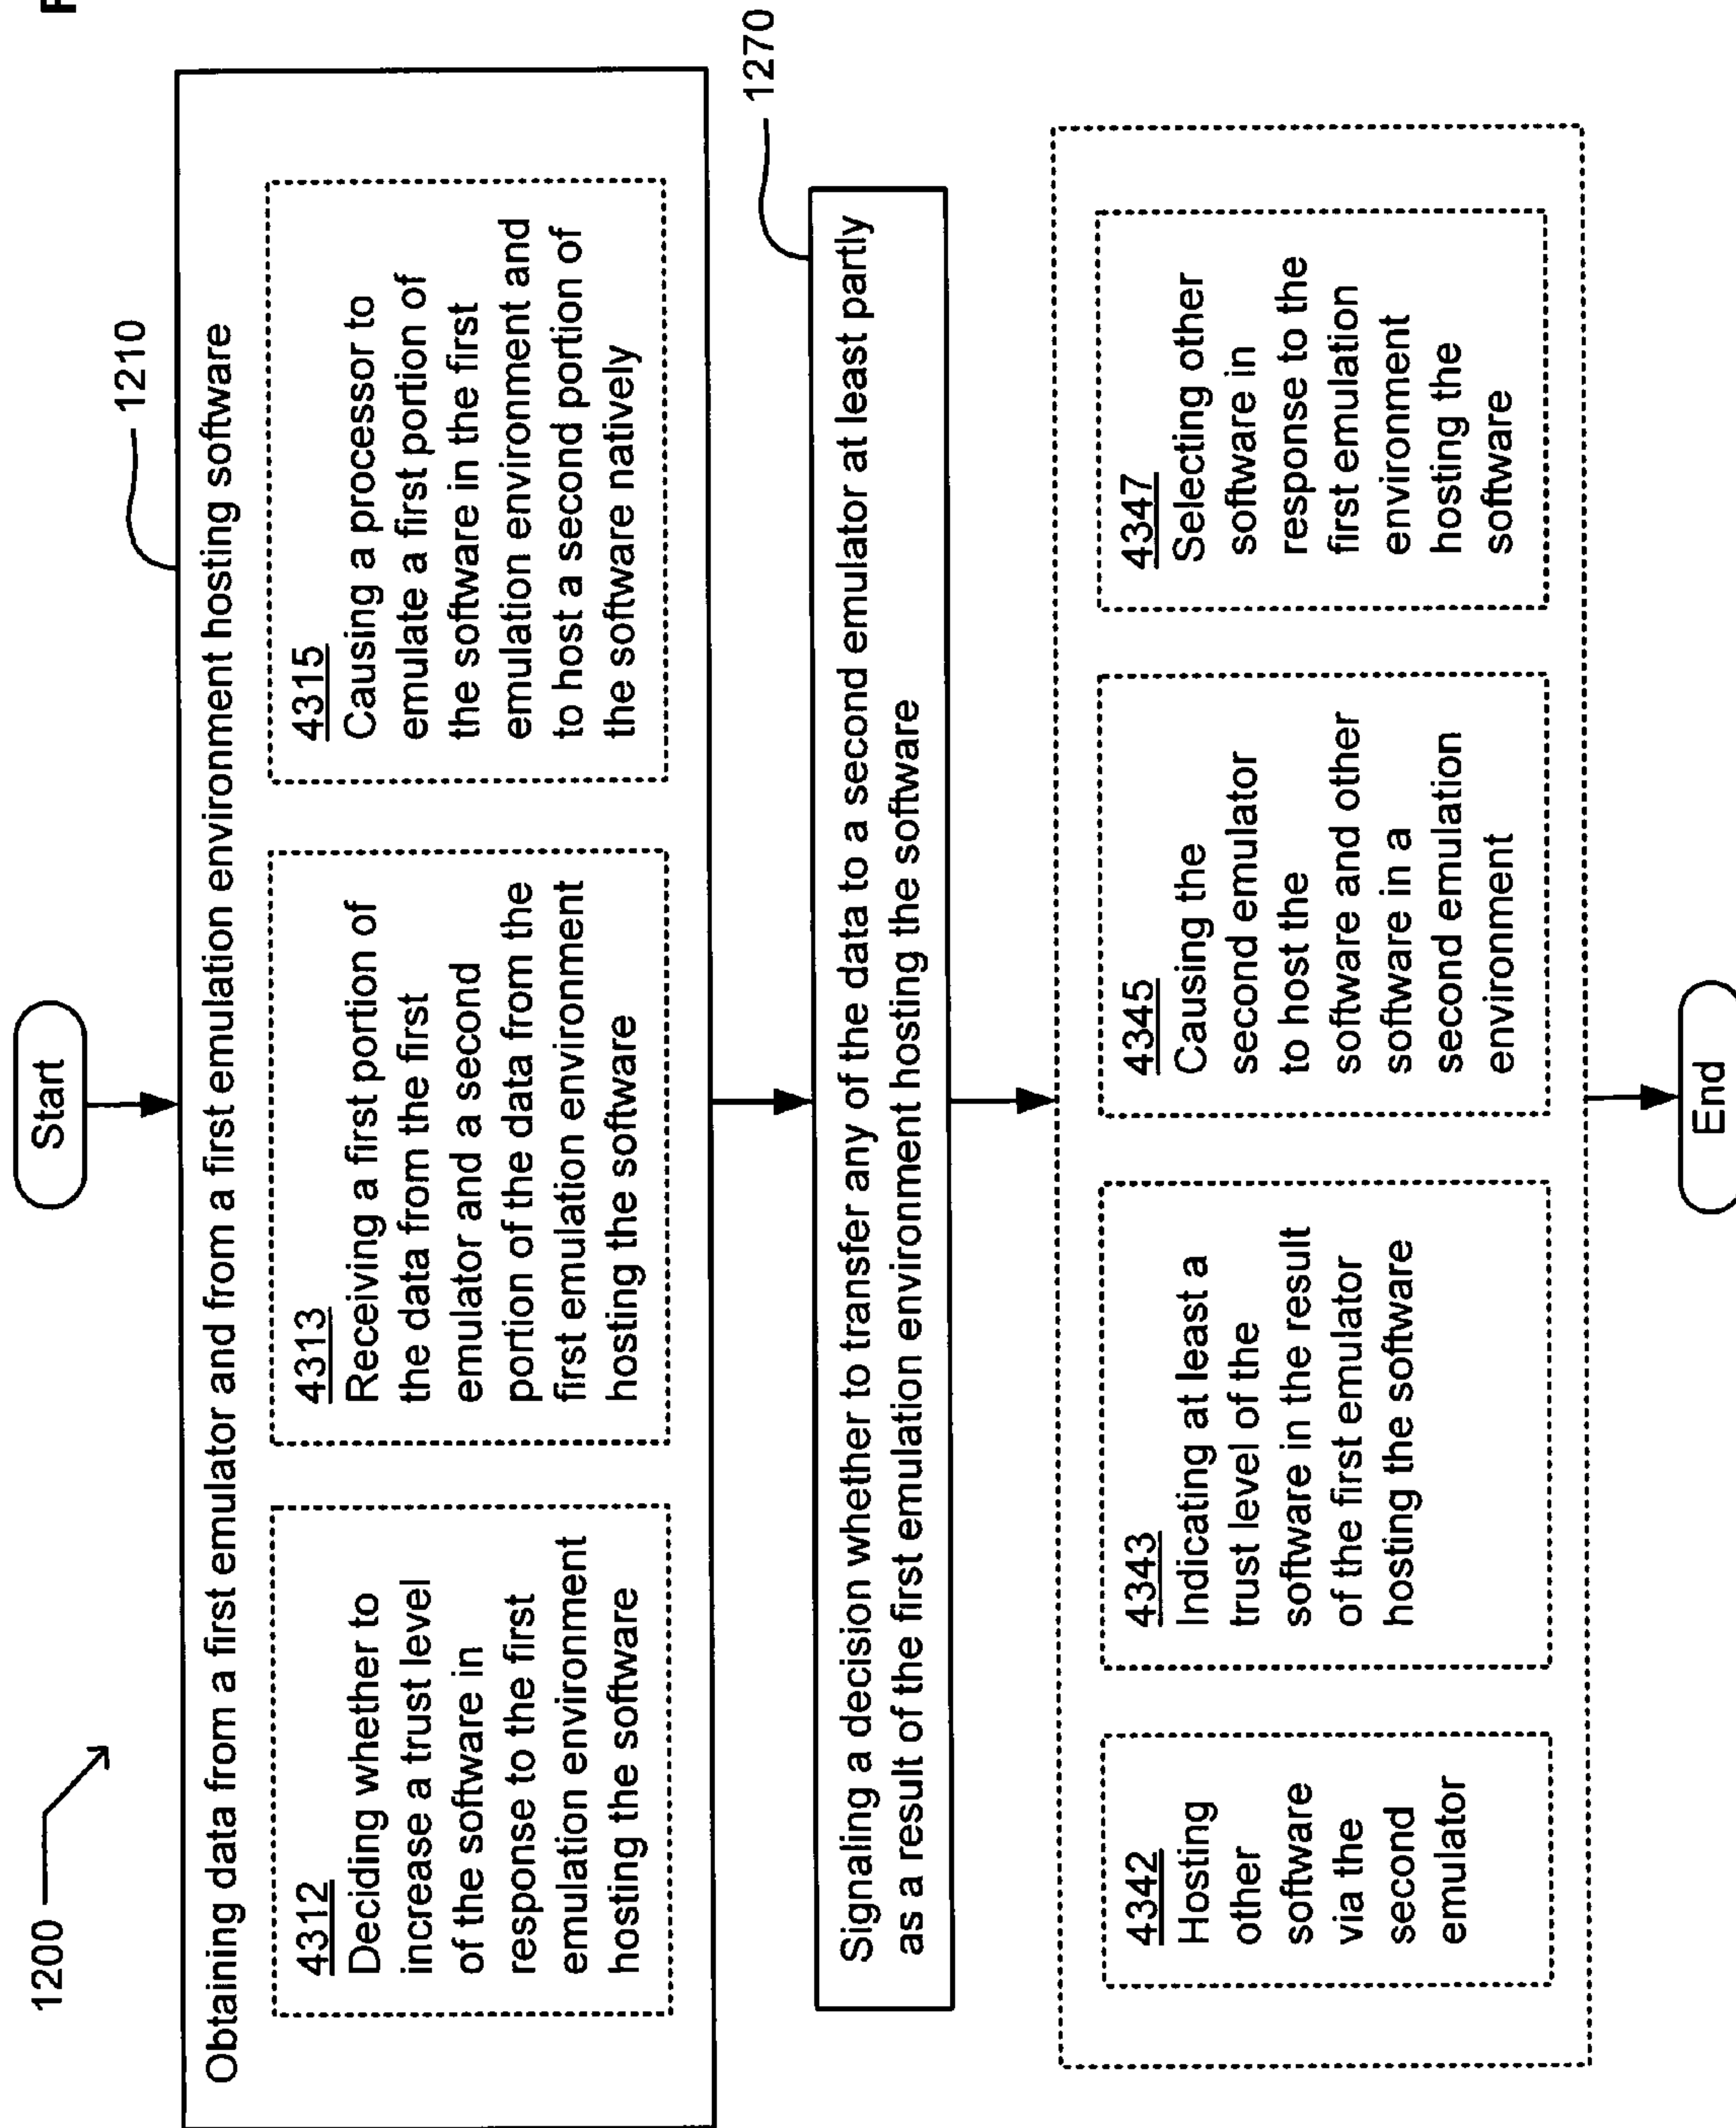 F
1200
Start
1210
Obtaining data from a first emulator and from a first emulation environment hosting software
4312
Deciding whether to
increase a trust level
of the software in
response to the first
emulation environment
hosting the software
4313
Receiving a first portion of
the data from the first
emulator and a second
portion of the data from the
first emulation environment
hosting the software
4315
Causing a processor to
emulate a first portion of
the software in the first
emulation environment and
to host a second portion of
the software natively
1270
Signaling a decision whether to transfer any of the data to a second emulator at least partly
as a result of the first emulation environment hosting the software
4342
Hosting
other
software
via the
second
emulator
4343
Indicating at least a
trust level of the
software in the result
of the first emulator
hosting the software
4345
Causing the
second emulator
to host the
software and other
software in a
second emulation
environment
4347
Selecting other
software in
response to the
first emulation
environment
hosting the
software
End